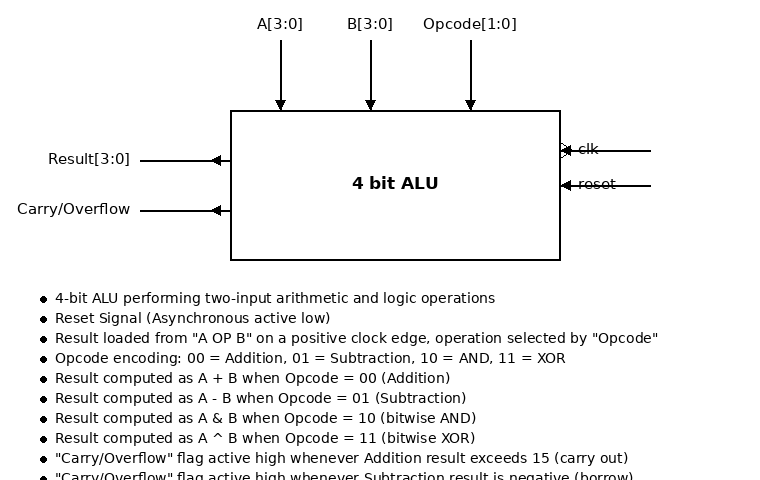 A[3:0] B[3:0] Opcode[1:0]
Result[3:0]
clk
4 bit ALU
reset
Carry/Overflow
4-bit ALU performing two-input arithmetic and logic operations
Reset Signal (Asynchronous active low)
Result loaded from "A OP B" on a positive clock edge, operation selected by "Opcode"
Opcode encoding: 00 = Addition, 01 = Subtraction, 10 = AND, 11 = XOR
Result computed as A + B when Opcode = 00 (Addition)
Result computed as A - B when Opcode = 01 (Subtraction)
Result computed as A & B when Opcode = 10 (bitwise AND)
Result computed as A ^ B when Opcode = 11 (bitwise XOR)
"Carry/Overflow" flag active high whenever Addition result exceeds 15 (carry out)
"Carry/Overflow" flag active high whenever Subtraction result is negative (borrow)